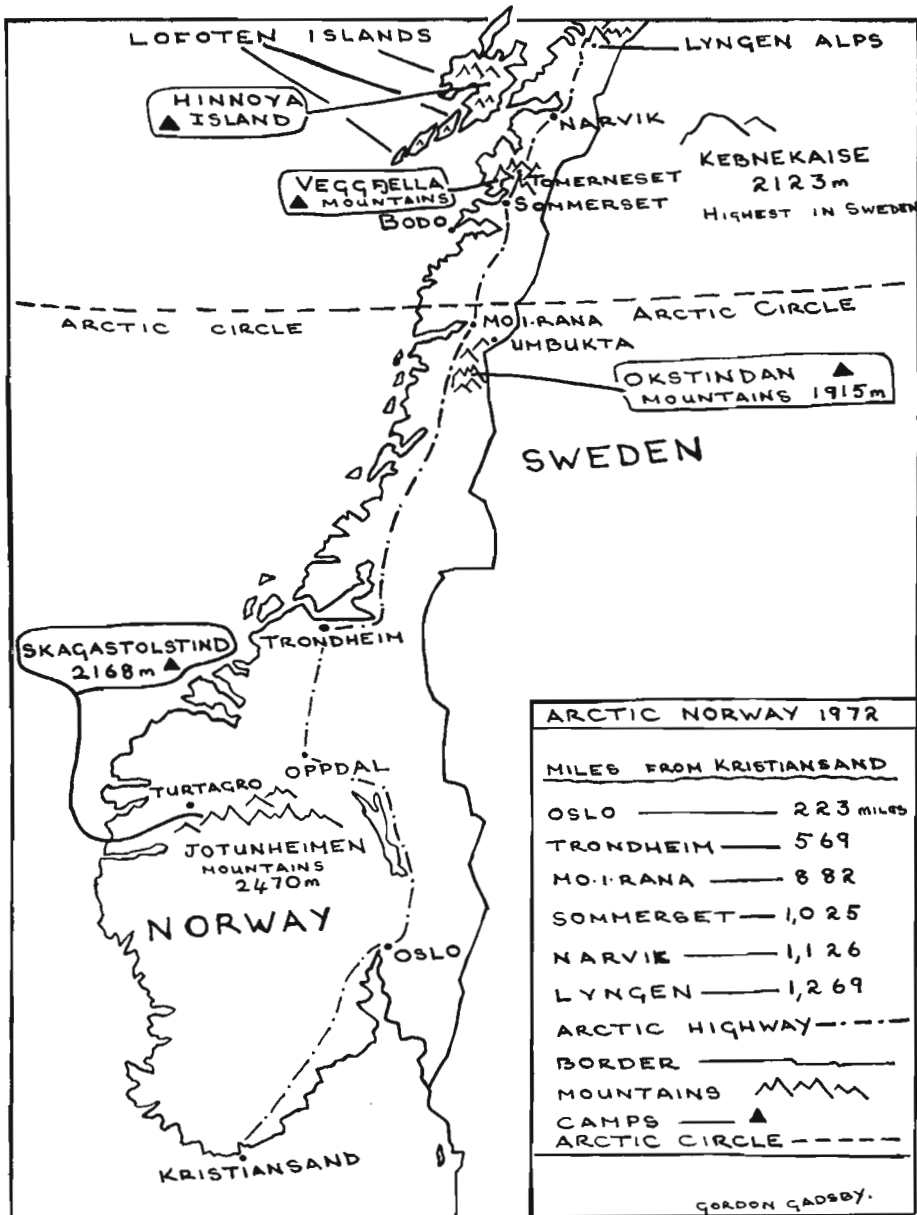 LOFOTEN ISLANDS
LYNGEN ALPS
HINNOYA
ISLAND
NARVIK
KEBNEKAISE
2123m
HIGHEST IN SWEDEN
VEGGFJELLA
MOUNTAINS
TOMERNESET
SOMMERSET
BODO
ARCTIC CIRCLE
MO.I.RANA
ARCTIC CIRCLE
UMBUKTA
OKSTINDAN
MOUNTAINS 1915m
SWEDEN
SKAGASTOLSTIND
2168m
TRONDHEIM
OPPDAL
TURTAGRO
JOTUNHEIMEN
MOUNTAINS
2470m
NORWAY
OSLO
KRISTIANSAND
ARCTIC NORWAY 1972
MILES FROM KRISTIANSAND
OSLO 223 MILES
TRONDHEIM 569
MO.I.RANA 882
SOMMERSET 1,025
NARVIK 1,126
LYNGEN 1,269
ARCTIC HIGHWAY
BORDER
MOUNTAINS
CAMPS
ARCTIC CIRCLE
GORDON GADSBY.